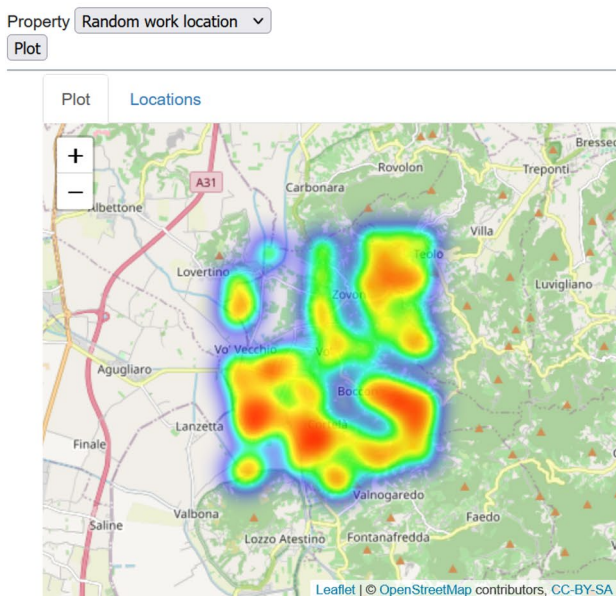 Property Random work location
Plot
Plot Locations
+
−
Bressed
Rovolon
Treponti
A31
Carbonara
Albettone
Villa
Teolo
Lovertino
Luvigliano
Zovon
Vo' Vecchio
Vo'
Agugliaro
Boccon
Lanzetta
Cortelà
Finale
Valnogaredo
Valbona
Faedo
Saline
Lozzo Atestino
Fontanafredda
Leaflet | © OpenStreetMap contributors, CC-BY-SA